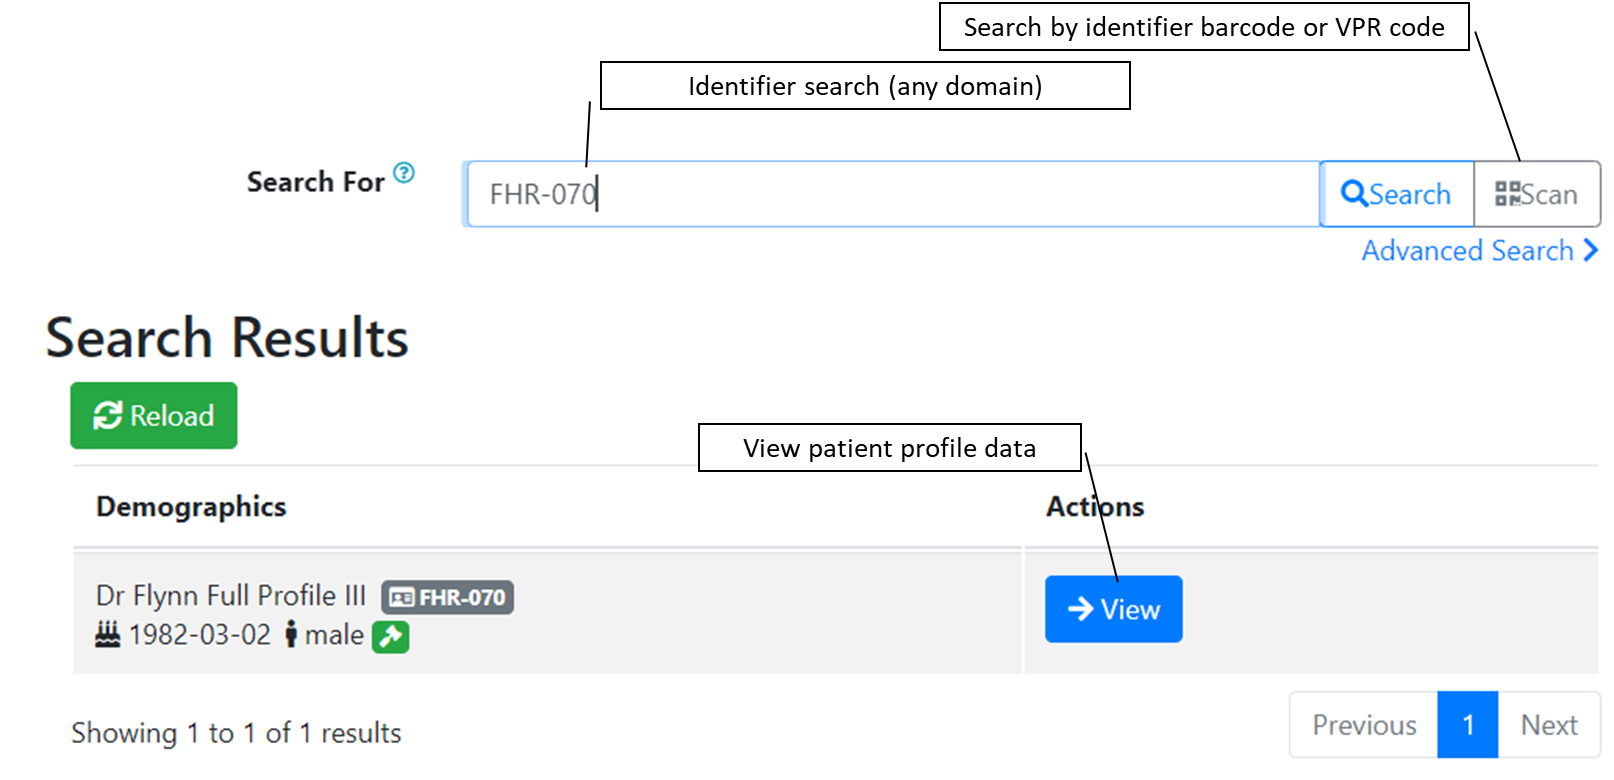 Search by identifier barcode or VPR code
Identifier search (any domain)
Search For ?
FHR-070
Search
Scan
Advanced Search
Search Results
Reload
View patient profile data
Demographics
Actions
Dr Flynn Full Profile III FHR-070
1982-03-02 male
View
Showing 1 to 1 of 1 results
Previous 1 Next